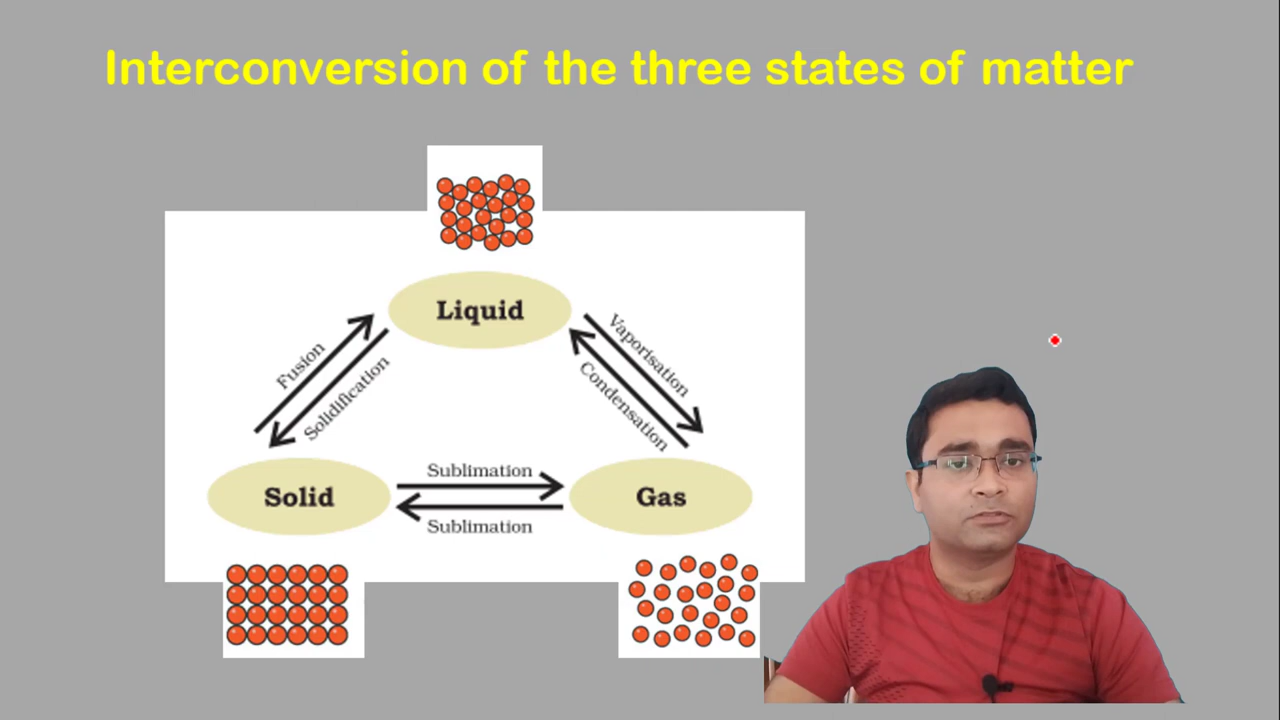 Interconversion of the three states of matter
Liquid
Fusion
Solidification
Vaporisation
Condensation
Solid
Sublimation
Sublimation
Gas